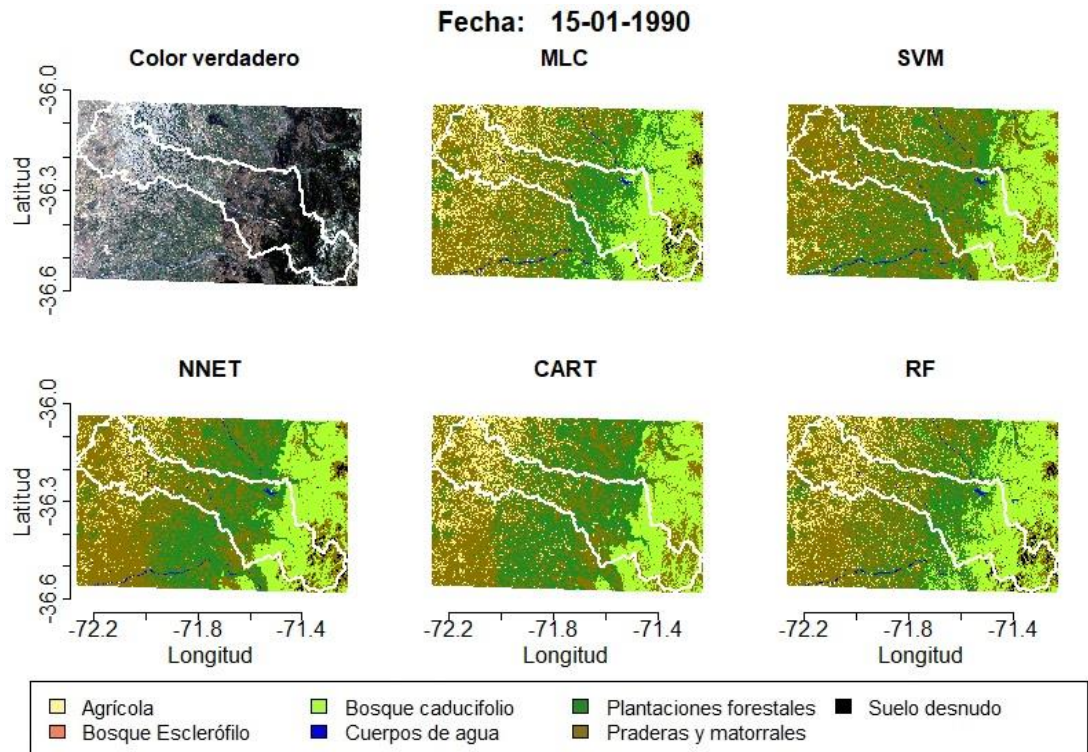 Fecha: 15-01-1990
Color verdadero MLC SVM
-36.0
-36.3
-36.6
Latitud
NNET CART RF
-36.0
-36.3
-36.6
Latitud
-72.2 -71.8 -71.4 -72.2 -71.8 -71.4 -72.2 -71.8 -71.4
Longitud Longitud Longitud
Agrícola Bosque caducifolio Plantaciones forestales Suelo desnudo
Bosque Esclerófilo Cuerpos de agua Praderas y matorrales